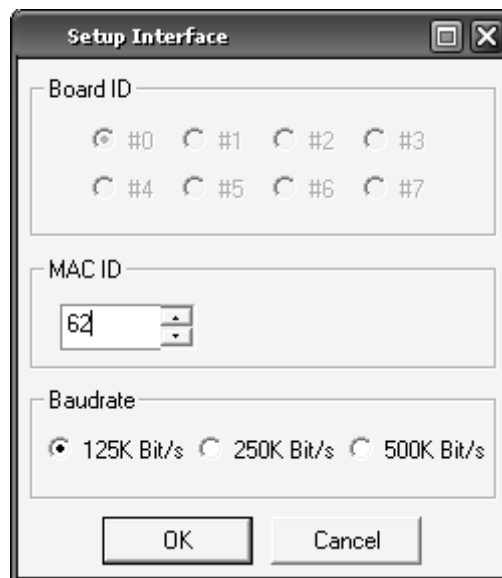 Setup Interface
Board ID
#0 #1 #2 #3
#4 #5 #6 #7
MAC ID
62
Baudrate
125K Bit/s 250K Bit/s 500K Bit/s
OK Cancel